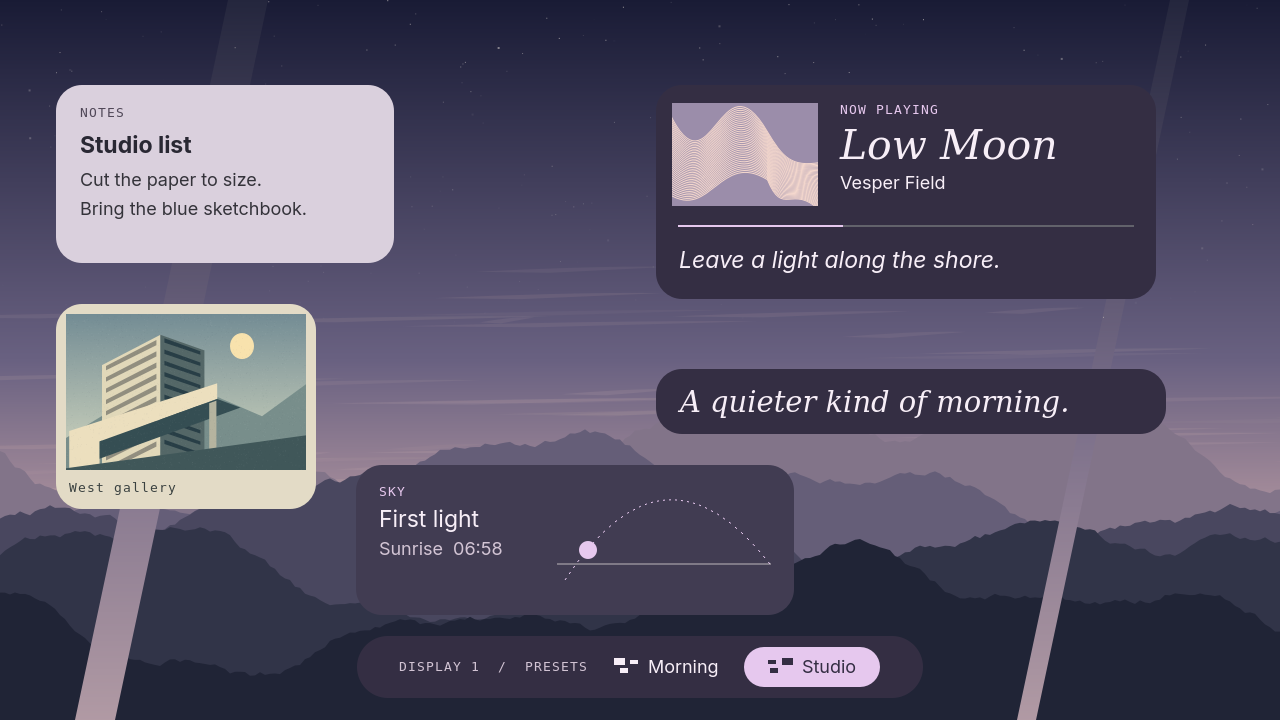 NOTES
Studio list
Cut the paper to size.
Bring the blue sketchbook.
NOW PLAYING
Low Moon
Vesper Field
Leave a light along the shore.
West gallery
A quieter kind of morning.
SKY
First light
Sunrise 06:58
DISPLAY 1 / PRESETS Morning Studio